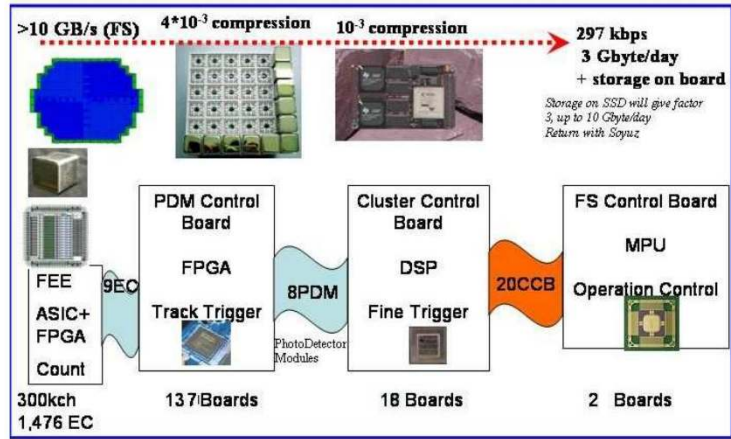 >10 GB/s (FS)
4*10-3 compression
10-3 compression
297 kbps
3 Gbyte/day
+ storage on board
Storage on SSD will give factor
3, up to 10 Gbyte/day
Return with Soyuz
FEE
ASIC+
FPGA
Count
9EC
PDM Control
Board
FPGA
Track Trigger
8PDM
PhotoDetector
Modules
Cluster Control
Board
DSP
Fine Trigger
20CCB
FS Control Board
MPU
Operation Control
300kch
1,476 EC
137 Boards
18 Boards
2 Boards